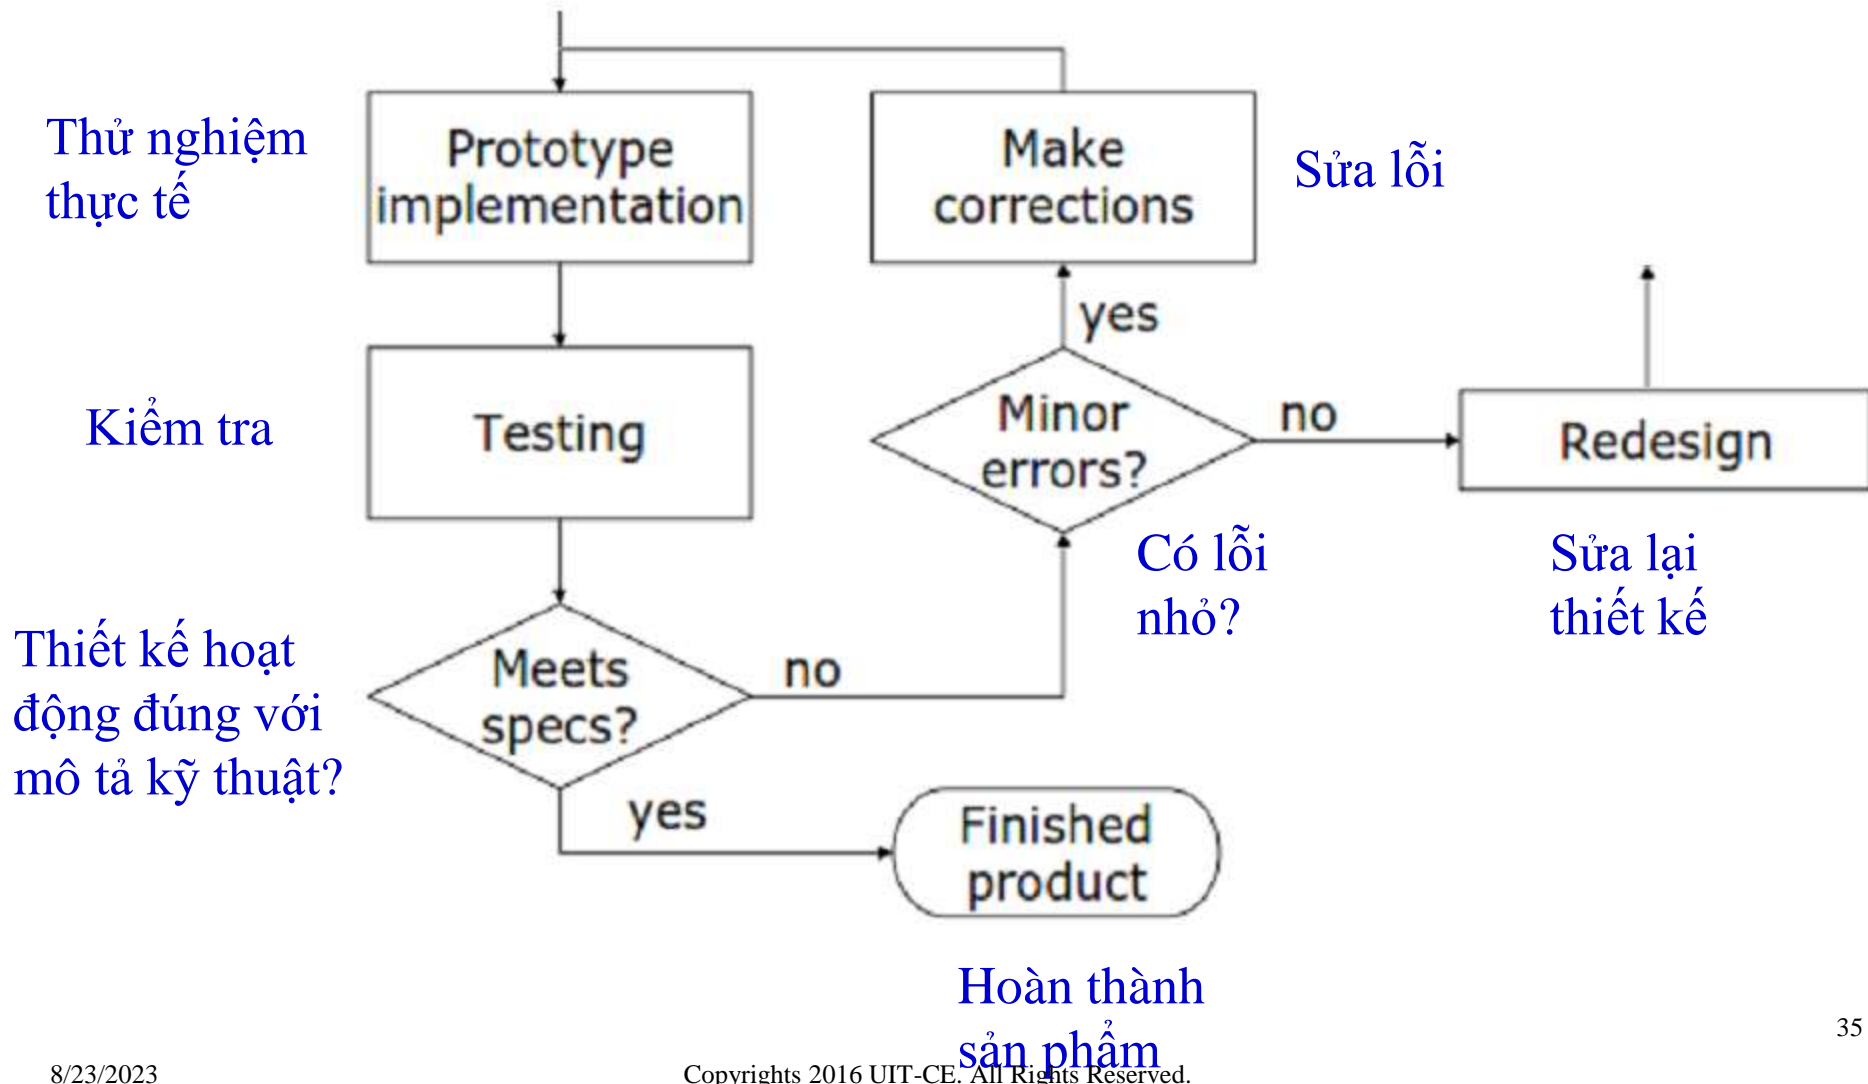 Thử nghiệm
thực tế
Prototype
implementation
Make
corrections
Sửa lỗi
yes
Kiểm tra
Testing
Minor
errors?
no
Redesign
Có lỗi
nhỏ?
Sửa lại
thiết kế
Thiết kế hoạt
động đúng với
mô tả kỹ thuật?
Meets
specs?
no
yes
Finished
product
Hoàn thành
sản phẩm
8/23/2023
Copyrights 2016 UIT-CE. All Rights Reserved.
35